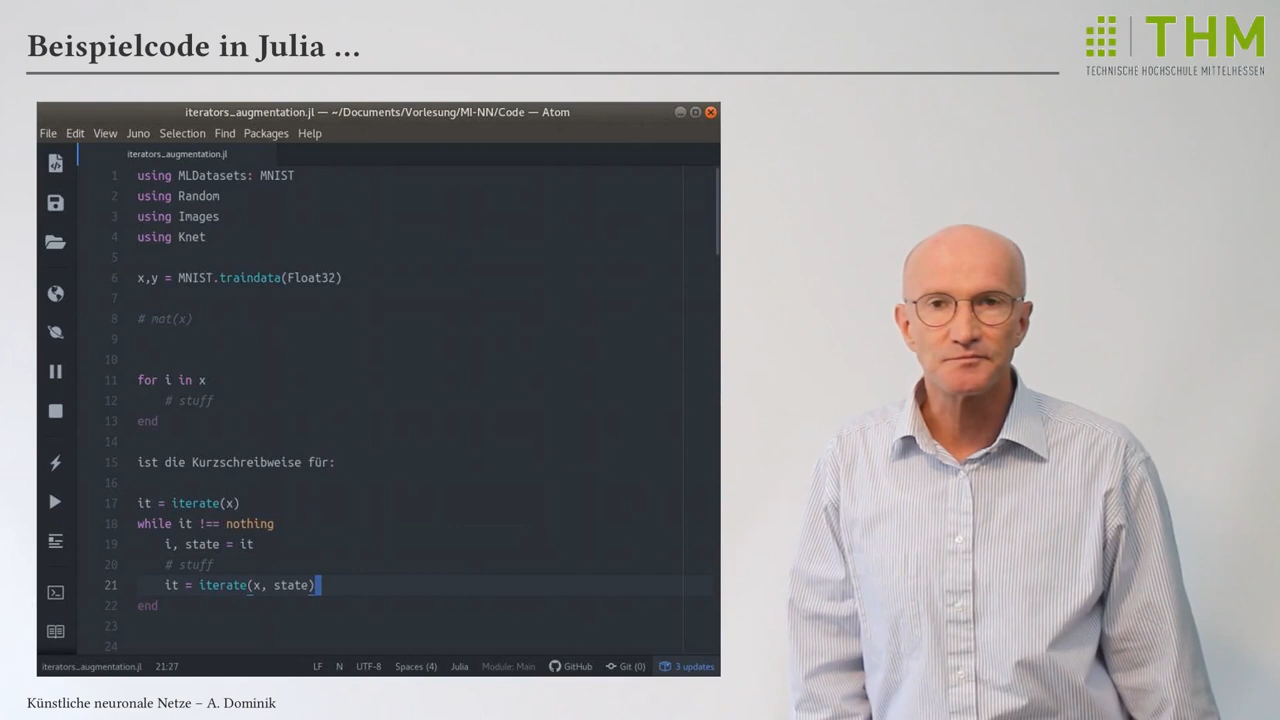 Beispielcode in Julia ...
THM
TECHNISCHE HOCHSCHULE MITTELHESSEN
iterators_augmentation.jl — ~/Documents/Vorlesung/MI-NN/Code — Atom
File Edit View Juno Selection Find Packages Help
iterators_augmentation.jl
1 using MLDatasets: MNIST
2 using Random
3 using Images
4 using Knet
5
6 x,y = MNIST.traindata(Float32)
7
8 # mat(x)
9
10
11 for i in x
12     # stuff
13 end
14
15 ist die Kurzschreibweise für:
16
17 it = iterate(x)
18 while it !== nothing
19     i, state = it
20     # stuff
21     it = iterate(x, state)
22 end
23
24
iterators_augmentation.jl 21:27 LF N UTF-8 Spaces (4) Julia Module: Main GitHub Git (0) 3 updates
Künstliche neuronale Netze – A. Dominik